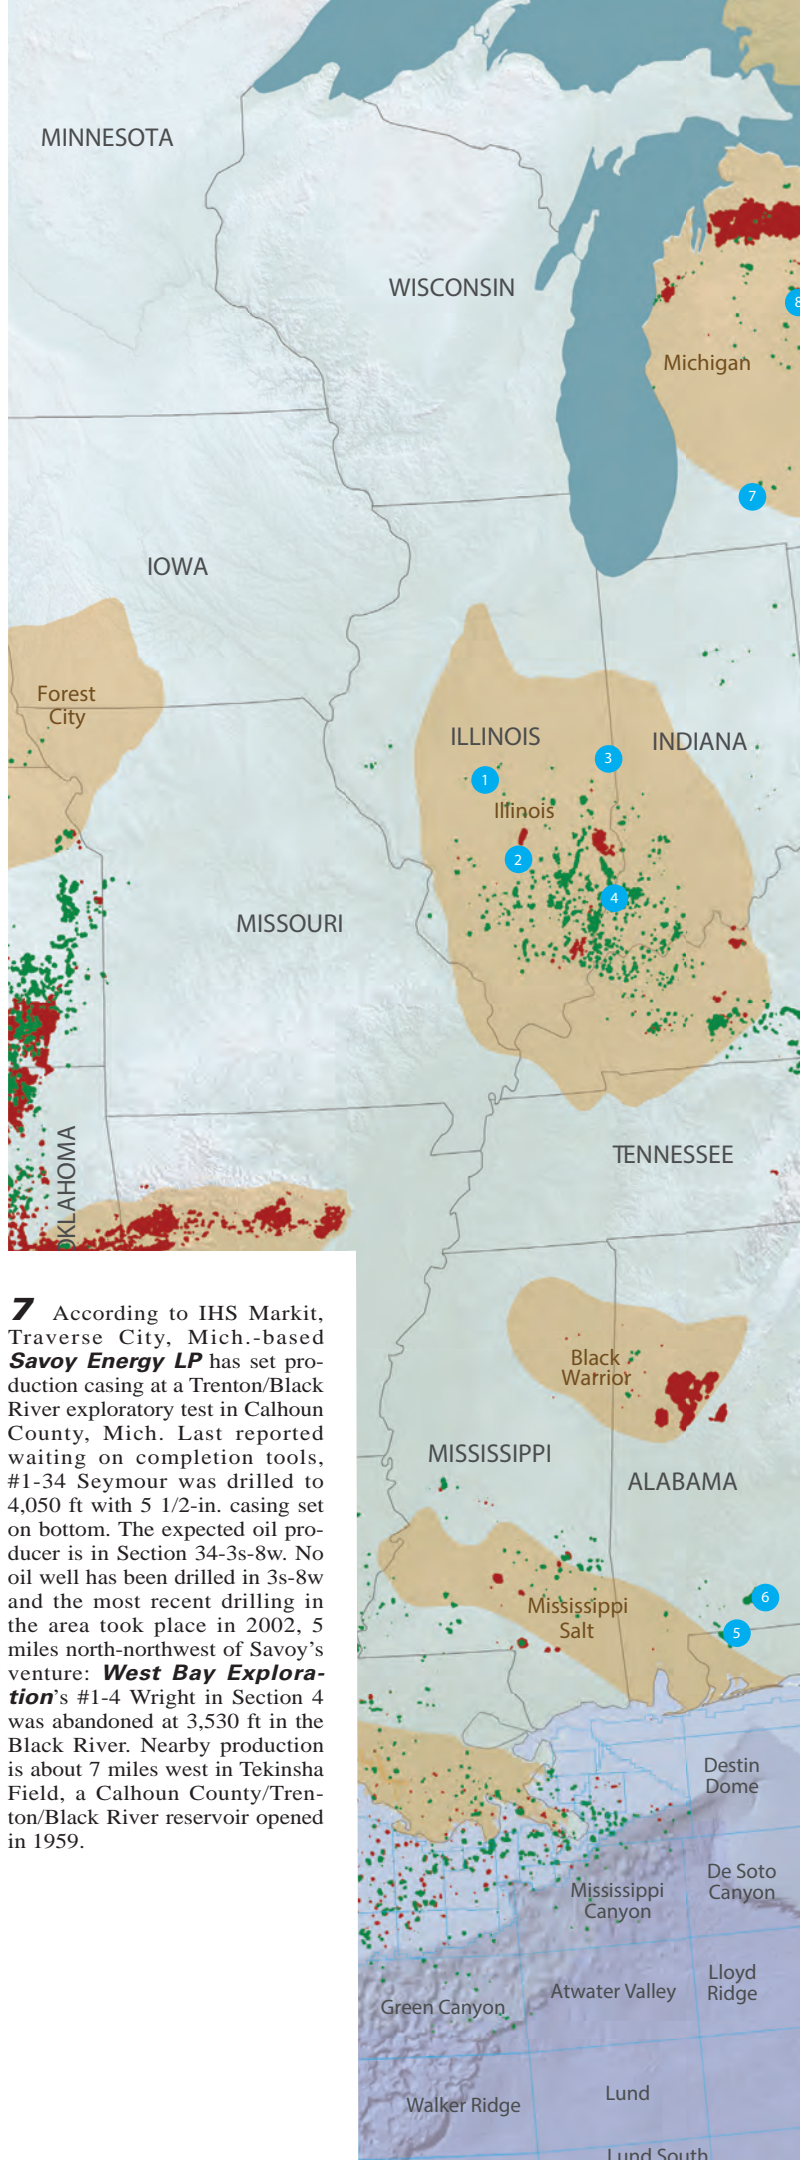 MINNESOTA
WISCONSIN
8
Michigan
7
IOWA
Forest
City
ILLINOIS
INDIANA
3
1
Illinois
2
4
MISSOURI
OKLAHOMA
TENNESSEE
Black
Warrior
MISSISSIPPI
ALABAMA
6
Mississippi
Salt
5
Destin
Dome
De Soto
Canyon
Mississippi
Canyon
Lloyd
Ridge
Atwater Valley
Green Canyon
Lund
Walker Ridge
Lund South
7 According to IHS Markit,
Traverse City, Mich.-based
Savoy Energy LP has set pro-
duction casing at a Trenton/Black
River exploratory test in Calhoun
County, Mich. Last reported
waiting on completion tools,
#1-34 Seymour was drilled to
4,050 ft with 5 1/2-in. casing set
on bottom. The expected oil pro-
ducer is in Section 34-3s-8w. No
oil well has been drilled in 3s-8w
and the most recent drilling in
the area took place in 2002, 5
miles north-northwest of Savoy's
venture: West Bay Explora-
tion's #1-4 Wright in Section 4
was abandoned at 3,530 ft in the
Black River. Nearby production
is about 7 miles west in Tekinsha
Field, a Calhoun County/Tren-
ton/Black River reservoir opened
in 1959.